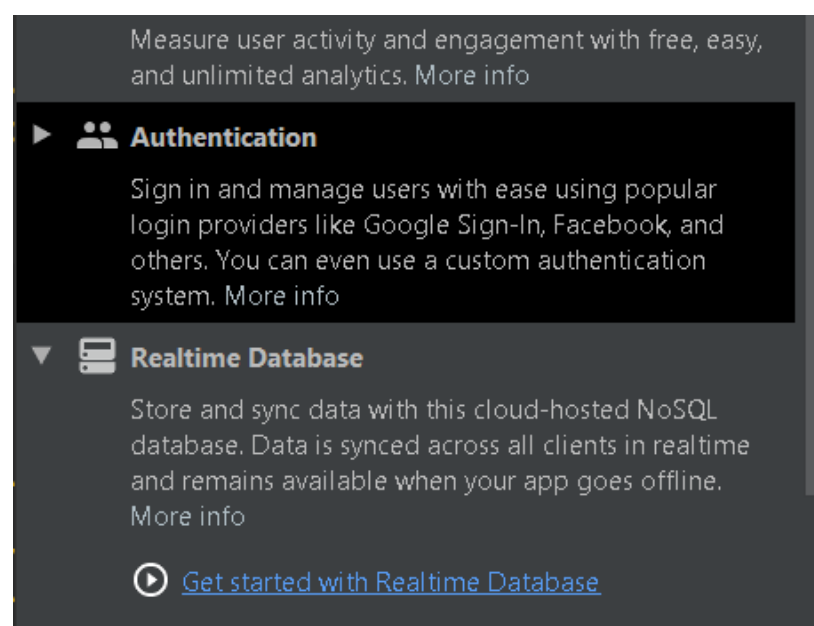 Measure user activity and engagement with free, easy,
and unlimited analytics. More info
Authentication
Sign in and manage users with ease using popular
login providers like Google Sign-In, Facebook, and
others. You can even use a custom authentication
system. More info
Realtime Database
Store and sync data with this cloud-hosted NoSQL
database. Data is synced across all clients in realtime
and remains available when your app goes offline.
More info
Get started with Realtime Database